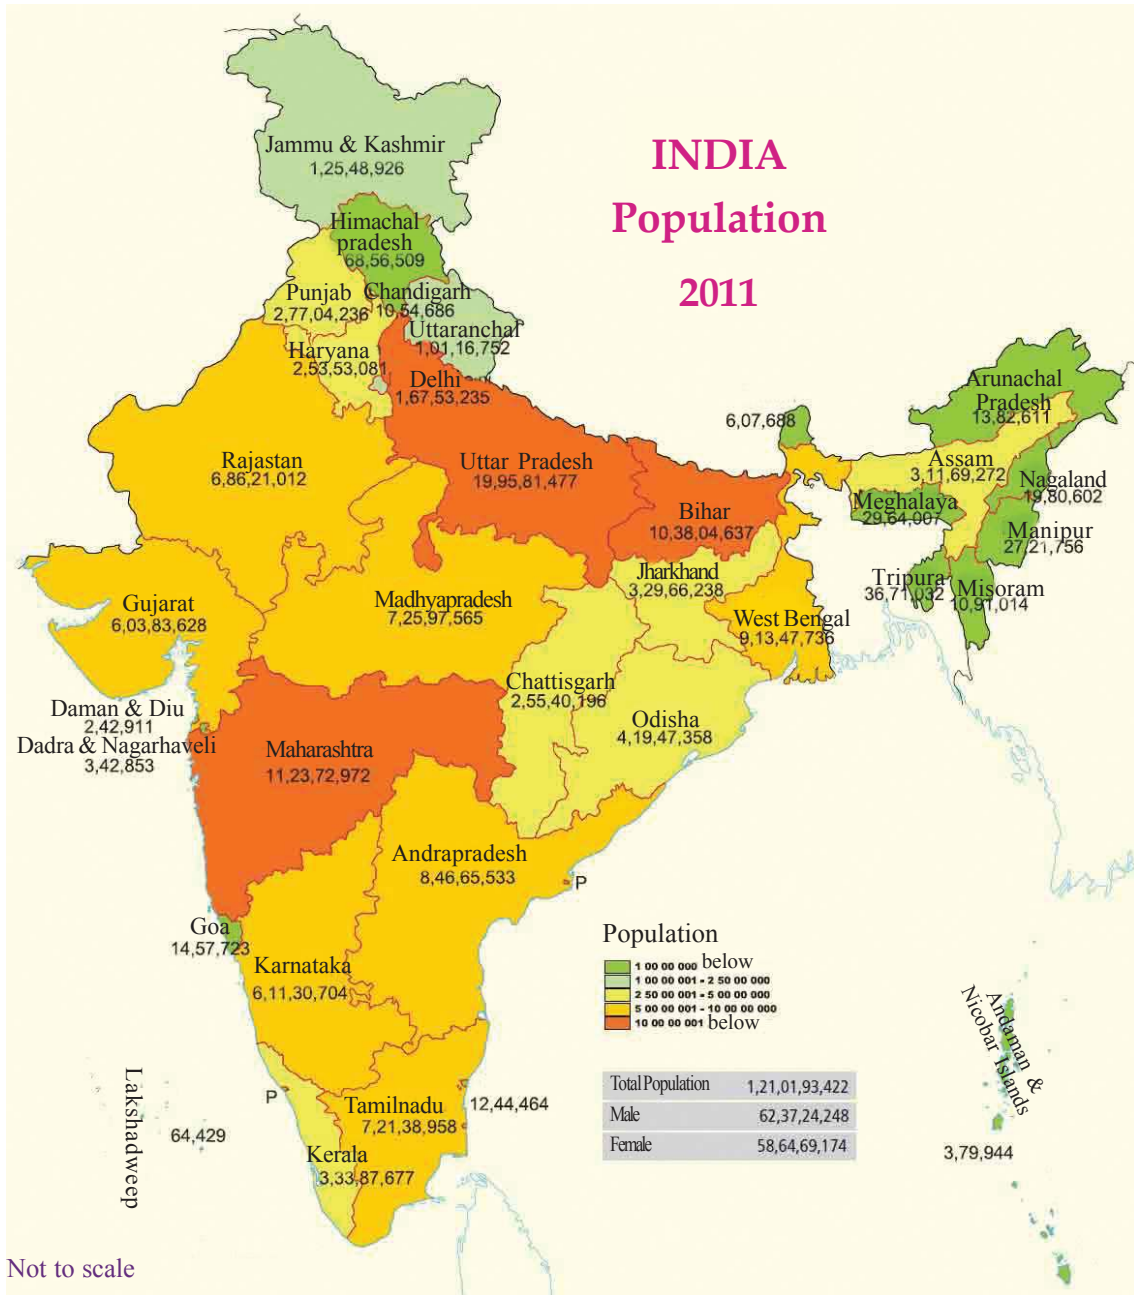 INDIA
Population
2011
Jammu & Kashmir
1,25,48,926
Himachal
pradesh
68,56,509
Punjab
2,77,04,236
Chandigarh
10,54,686
Uttaranchal
1,01,16,752
Haryana
2,53,53,081
Delhi
1,67,53,235
Arunachal
Pradesh
13,82,611
6,07,688
Rajastan
6,86,21,012
Uttar Pradesh
19,95,81,477
Assam
3,11,69,272
Nagaland
19,80,602
Meghalaya
29,64,007
Bihar
10,38,04,637
Manipur
27,21,756
Jharkhand
3,29,66,238
Tripura
36,71,032
Misoram
10,91,014
Gujarat
6,03,83,628
Madhyapradesh
7,25,97,565
West Bengal
9,13,47,736
Chattisgarh
2,55,40,196
Daman & Diu
2,42,911
Dadra & Nagarhaveli
3,42,853
Odisha
4,19,47,358
Maharashtra
11,23,72,972
Andrapradesh
8,46,65,533
P
Goa
14,57,723
Karnataka
6,11,30,704
Population
1 00 00 000 below
1 00 00 001 - 2 50 00 000
2 50 00 001 - 5 00 00 000
5 00 00 001 - 10 00 00 000
10 00 00 001 below
Andaman &
Nicobar Islands
3,79,944
Total Population 1,21,01,93,422
Male 62,37,24,248
Female 58,64,69,174
Lakshadweep
64,429
P
Tamilnadu
7,21,38,958
12,44,464
Kerala
3,33,87,677
Not to scale